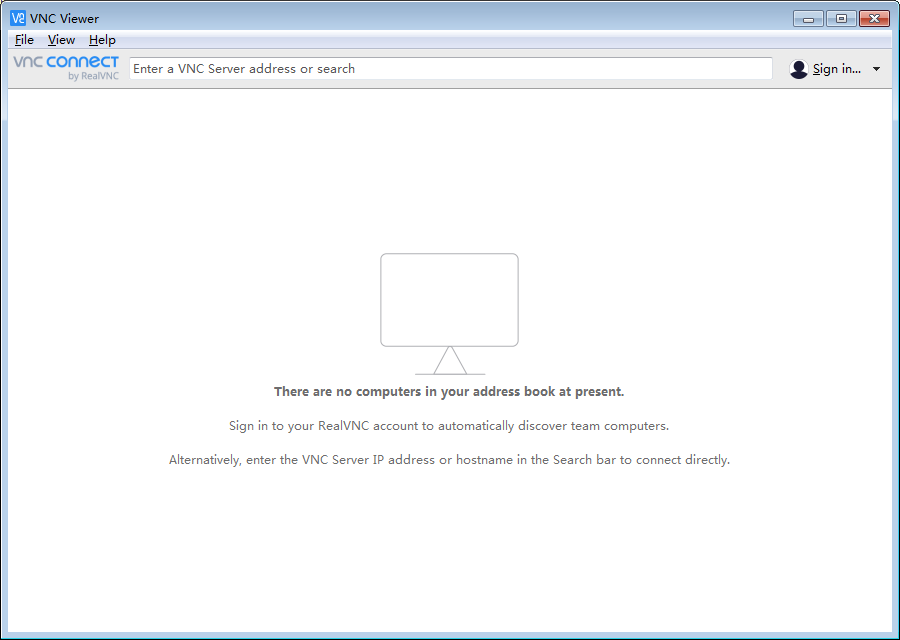 VNC Viewer
File View Help
vnc connect
by RealVNC
Enter a VNC Server address or search
Sign in...
There are no computers in your address book at present.
Sign in to your RealVNC account to automatically discover team computers.
Alternatively, enter the VNC Server IP address or hostname in the Search bar to connect directly.